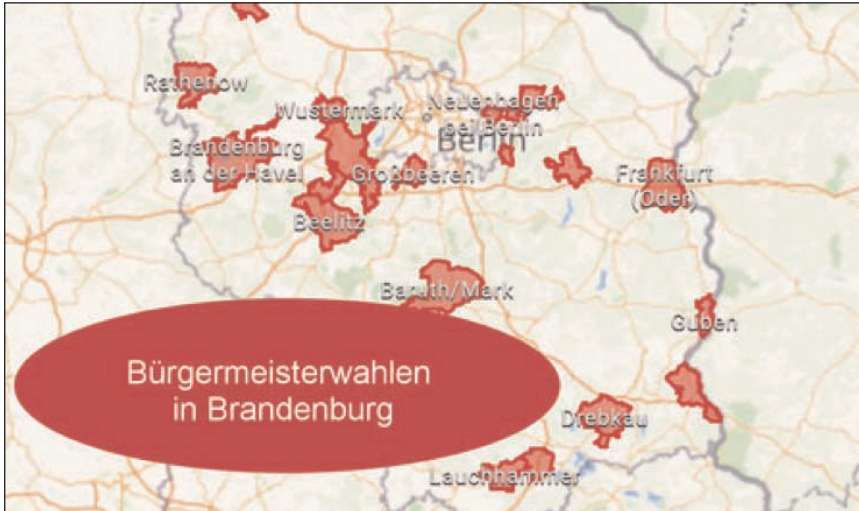 Rathenow
Wustermark
Neuenhagen
bei Berlin
Berlin
Brandenburg
an der Havel
Großbeeren
Frankfurt
(Oder)
Beelitz
Baruth/Mark
Guben
Bürgermeisterwahlen
in Brandenburg
Drebkau
Lauchhammer